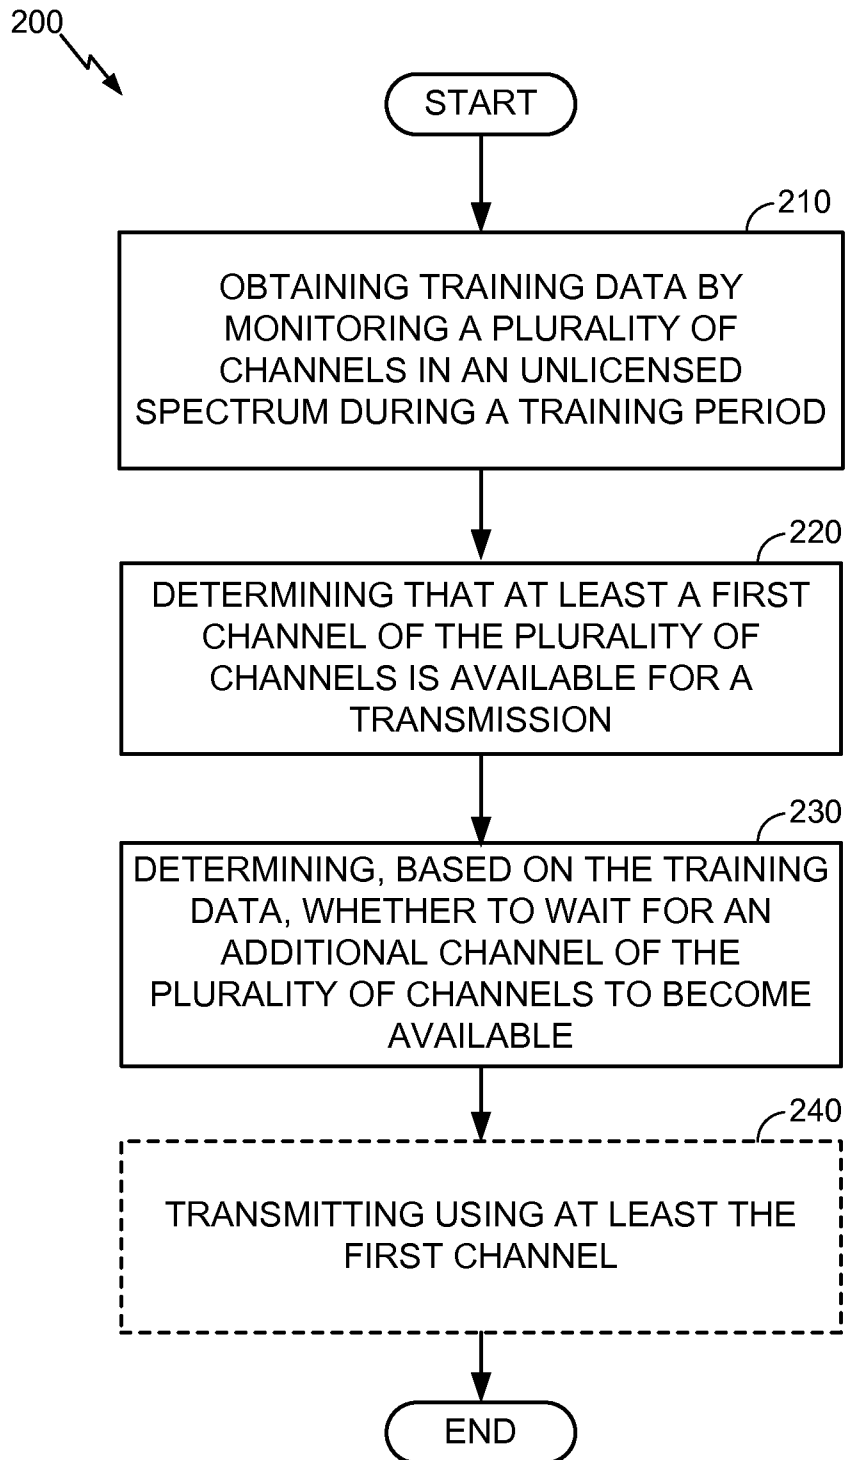 200
START
210
OBTAINING TRAINING DATA BY
MONITORING A PLURALITY OF
CHANNELS IN AN UNLICENSED
SPECTRUM DURING A TRAINING PERIOD
220
DETERMINING THAT AT LEAST A FIRST
CHANNEL OF THE PLURALITY OF
CHANNELS IS AVAILABLE FOR A
TRANSMISSION
230
DETERMINING, BASED ON THE TRAINING
DATA, WHETHER TO WAIT FOR AN
ADDITIONAL CHANNEL OF THE
PLURALITY OF CHANNELS TO BECOME
AVAILABLE
240
TRANSMITTING USING AT LEAST THE
FIRST CHANNEL
END